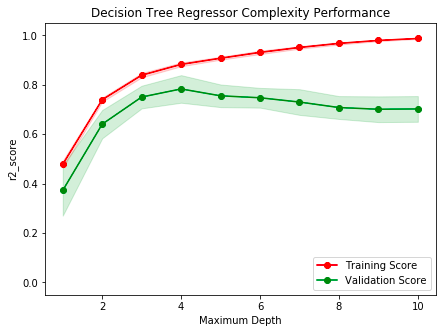 Decision Tree Regressor Complexity Performance
1.0
0.8
0.6
0.4
0.2
0.0
r2_score
2
4
6
8
10
Maximum Depth
Training Score
Validation Score